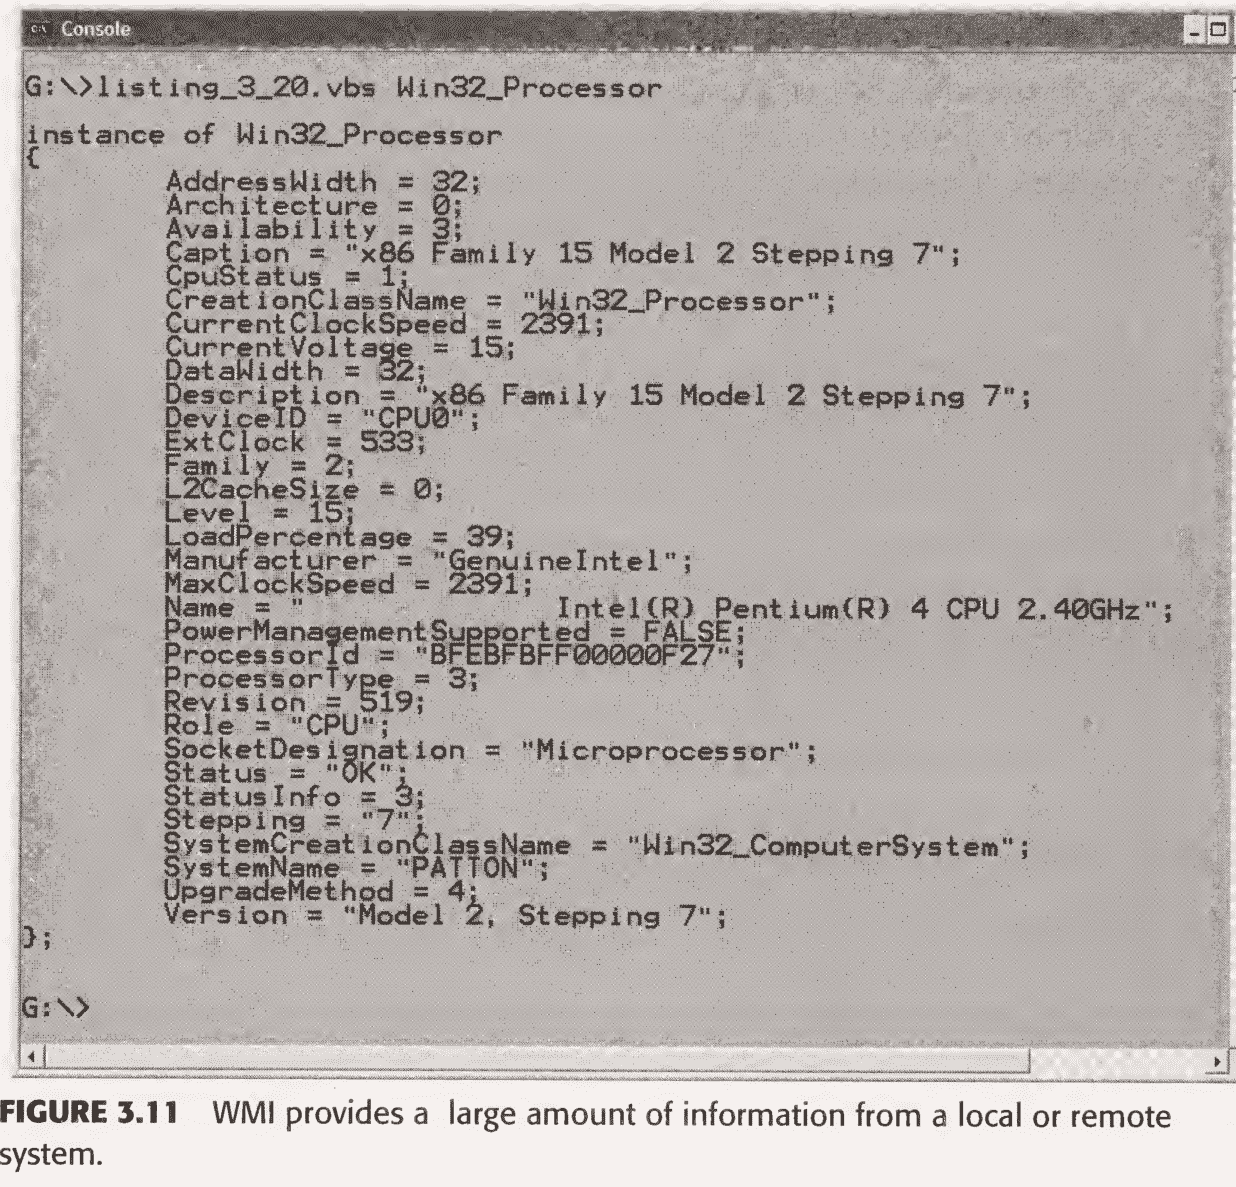 Console
G:\>listing_3_20.vbs Win32_Processor
instance of Win32_Processor
{
AddressWidth = 32;
Architecture = 0;
Availability = 3;
Caption = "x86 Family 15 Model 2 Stepping 7";
CpuStatus = 1;
CreationClassName = "Win32_Processor";
CurrentClockSpeed = 2391;
CurrentVoltage = 15;
DataWidth = 32;
Description = "x86 Family 15 Model 2 Stepping 7";
DeviceID = "CPU0";
ExtClock = 533;
Family = 2;
L2CacheSize = 0;
Level = 15;
LoadPercentage = 39;
Manufacturer = "GenuineIntel";
MaxClockSpeed = 2391;
Name = "                Intel(R) Pentium(R) 4 CPU 2.40GHz";
PowerManagementSupported = FALSE;
ProcessorId = "BFEBFBFF00000F27";
ProcessorType = 3;
Revision = 519;
Role = "CPU";
SocketDesignation = "Microprocessor";
Status = "OK";
StatusInfo = 3;
Stepping = "7";
SystemCreationClassName = "Win32_ComputerSystem";
SystemName = "PATTON";
UpgradeMethod = 4;
Version = "Model 2, Stepping 7";
};
G:\>
FIGURE 3.11 WMI provides a large amount of information from a local or remote
system.